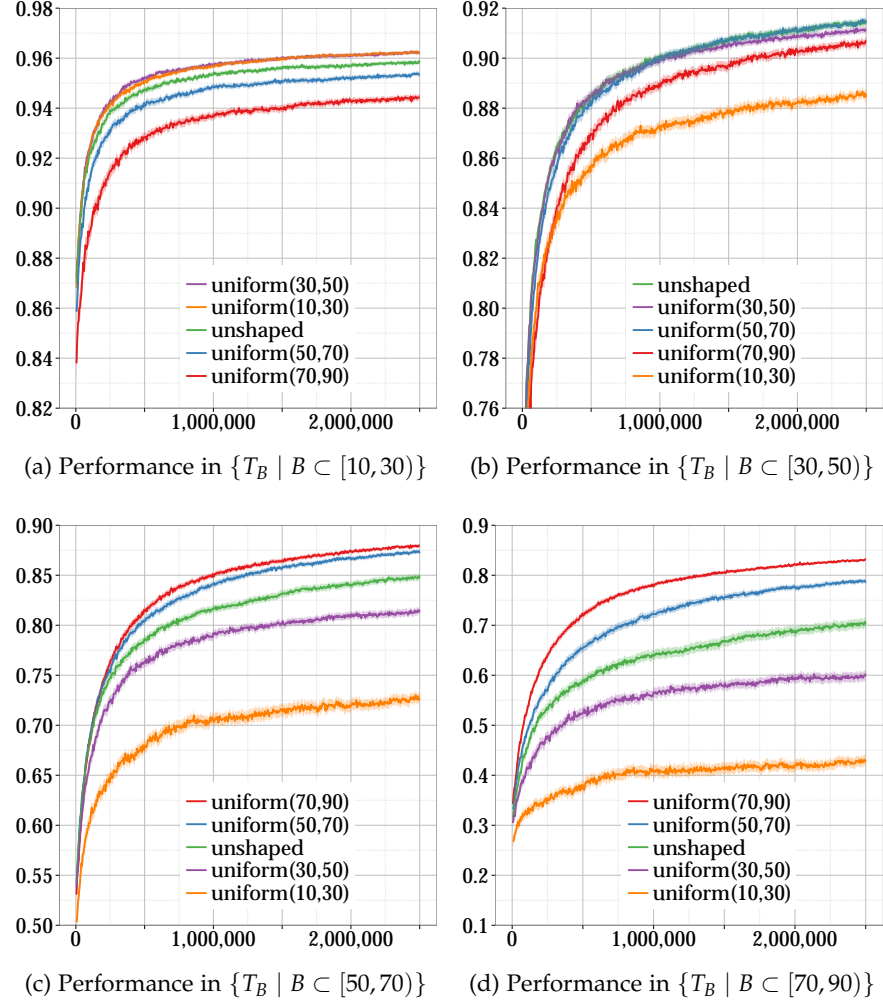 0.98
0.96
0.94
0.92
0.90
0.88
0.86
0.84
0.82
uniform(30,50)
uniform(10,30)
unshaped
uniform(50,70)
uniform(70,90)
0 1,000,000 2,000,000
(a) Performance in {T_B | B ⊂ [10, 30)}
0.92
0.90
0.88
0.86
0.84
0.82
0.80
0.78
0.76
unshaped
uniform(30,50)
uniform(50,70)
uniform(70,90)
uniform(10,30)
0 1,000,000 2,000,000
(b) Performance in {T_B | B ⊂ [30, 50)}
0.90
0.85
0.80
0.75
0.70
0.65
0.60
0.55
0.50
uniform(70,90)
uniform(50,70)
unshaped
uniform(30,50)
uniform(10,30)
0 1,000,000 2,000,000
(c) Performance in {T_B | B ⊂ [50, 70)}
0.9
0.8
0.7
0.6
0.5
0.4
0.3
0.2
0.1
uniform(70,90)
uniform(50,70)
unshaped
uniform(30,50)
uniform(10,30)
0 1,000,000 2,000,000
(d) Performance in {T_B | B ⊂ [70, 90)}